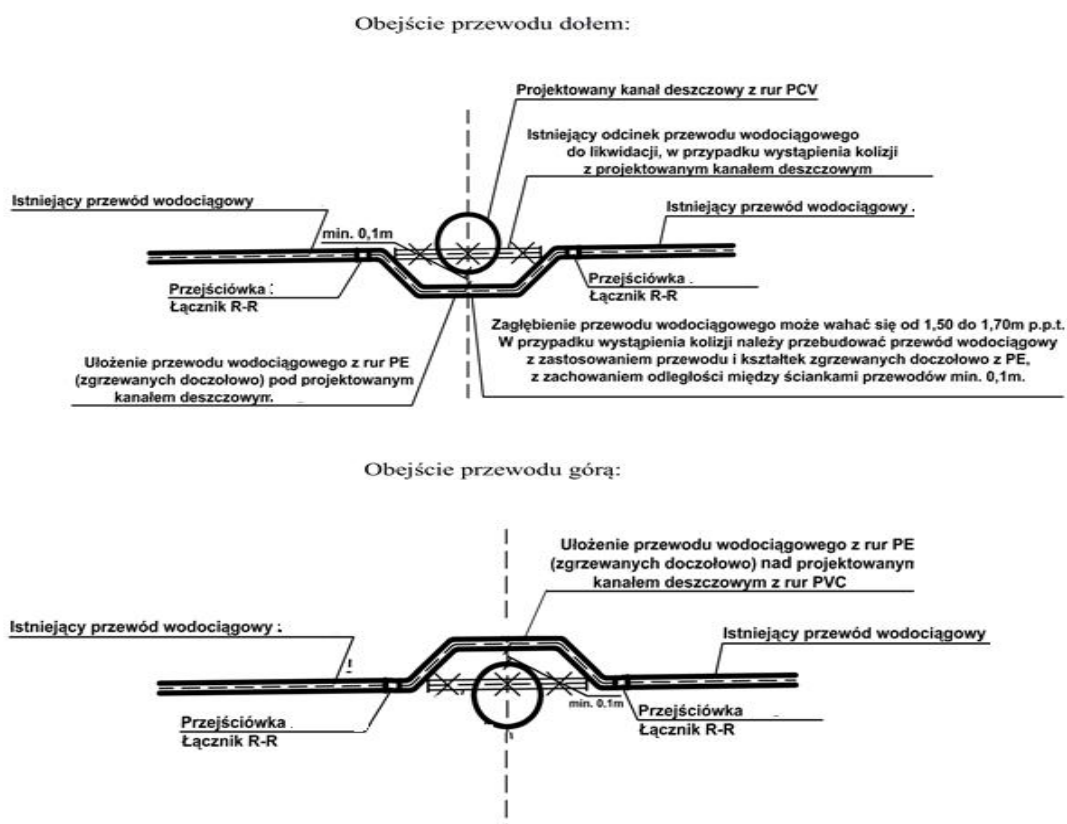 Obejście przewodu dołem:
Projektowany kanał deszczowy z rur PCV
Istniejący odcinek przewodu wodociągowego
do likwidacji, w przypadku wystąpienia kolizji
z projektowanym kanałem deszczowym
Istniejący przewód wodociągowy
Istniejący przewód wodociągowy .
min. 0,1m
Przejściówka :
Łącznik R-R
Przejściówka .
Łącznik R-R
Zagłębienie przewodu wodociągowego może wahać się od 1,50 do 1,70m p.p.t.
W przypadku wystąpienia kolizji należy przebudować przewód wodociągowy
z zastosowaniem przewodu i kształtek zgrzewanych doczołowo z PE,
z zachowaniem odległości między ściankami przewodów min. 0,1m.
Ułożenie przewodu wodociągowego z rur PE
(zgrzewanych doczołowo) pod projektowanym
kanałem deszczowym.
Obejście przewodu górą:
Ułożenie przewodu wodociągowego z rur PE
(zgrzewanych doczołowo) nad projektowanym
kanałem deszczowym z rur PVC
Istniejący przewód wodociągowy :
Istniejący przewód wodociągowy
min. 0.1m
Przejściówka .
Łącznik R-R
Przejściówka
Łącznik R-R